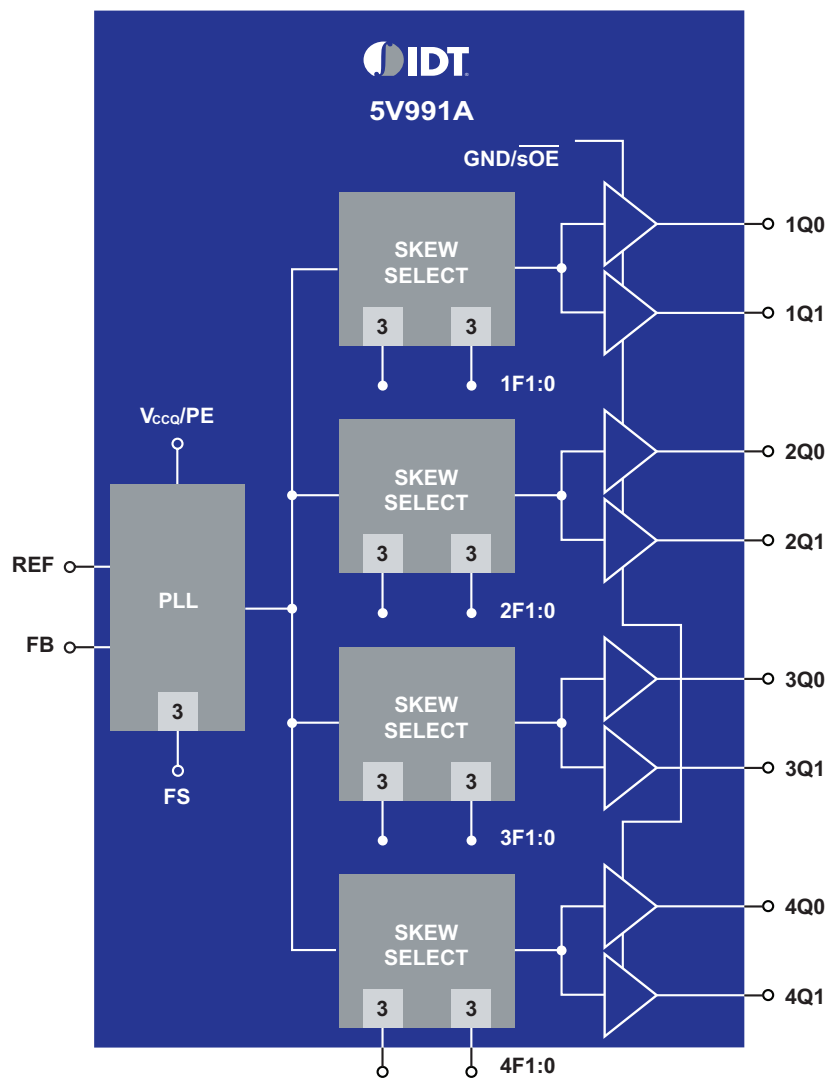 IDT
5V991A
GND/sOE
SKEW
SELECT
3 3
1F1:0
1Q0
1Q1
VCCQ/PE
SKEW
SELECT
3 3
2F1:0
2Q0
2Q1
REF
FB
PLL
3
FS
SKEW
SELECT
3 3
3F1:0
3Q0
3Q1
SKEW
SELECT
3 3
4F1:0
4Q0
4Q1